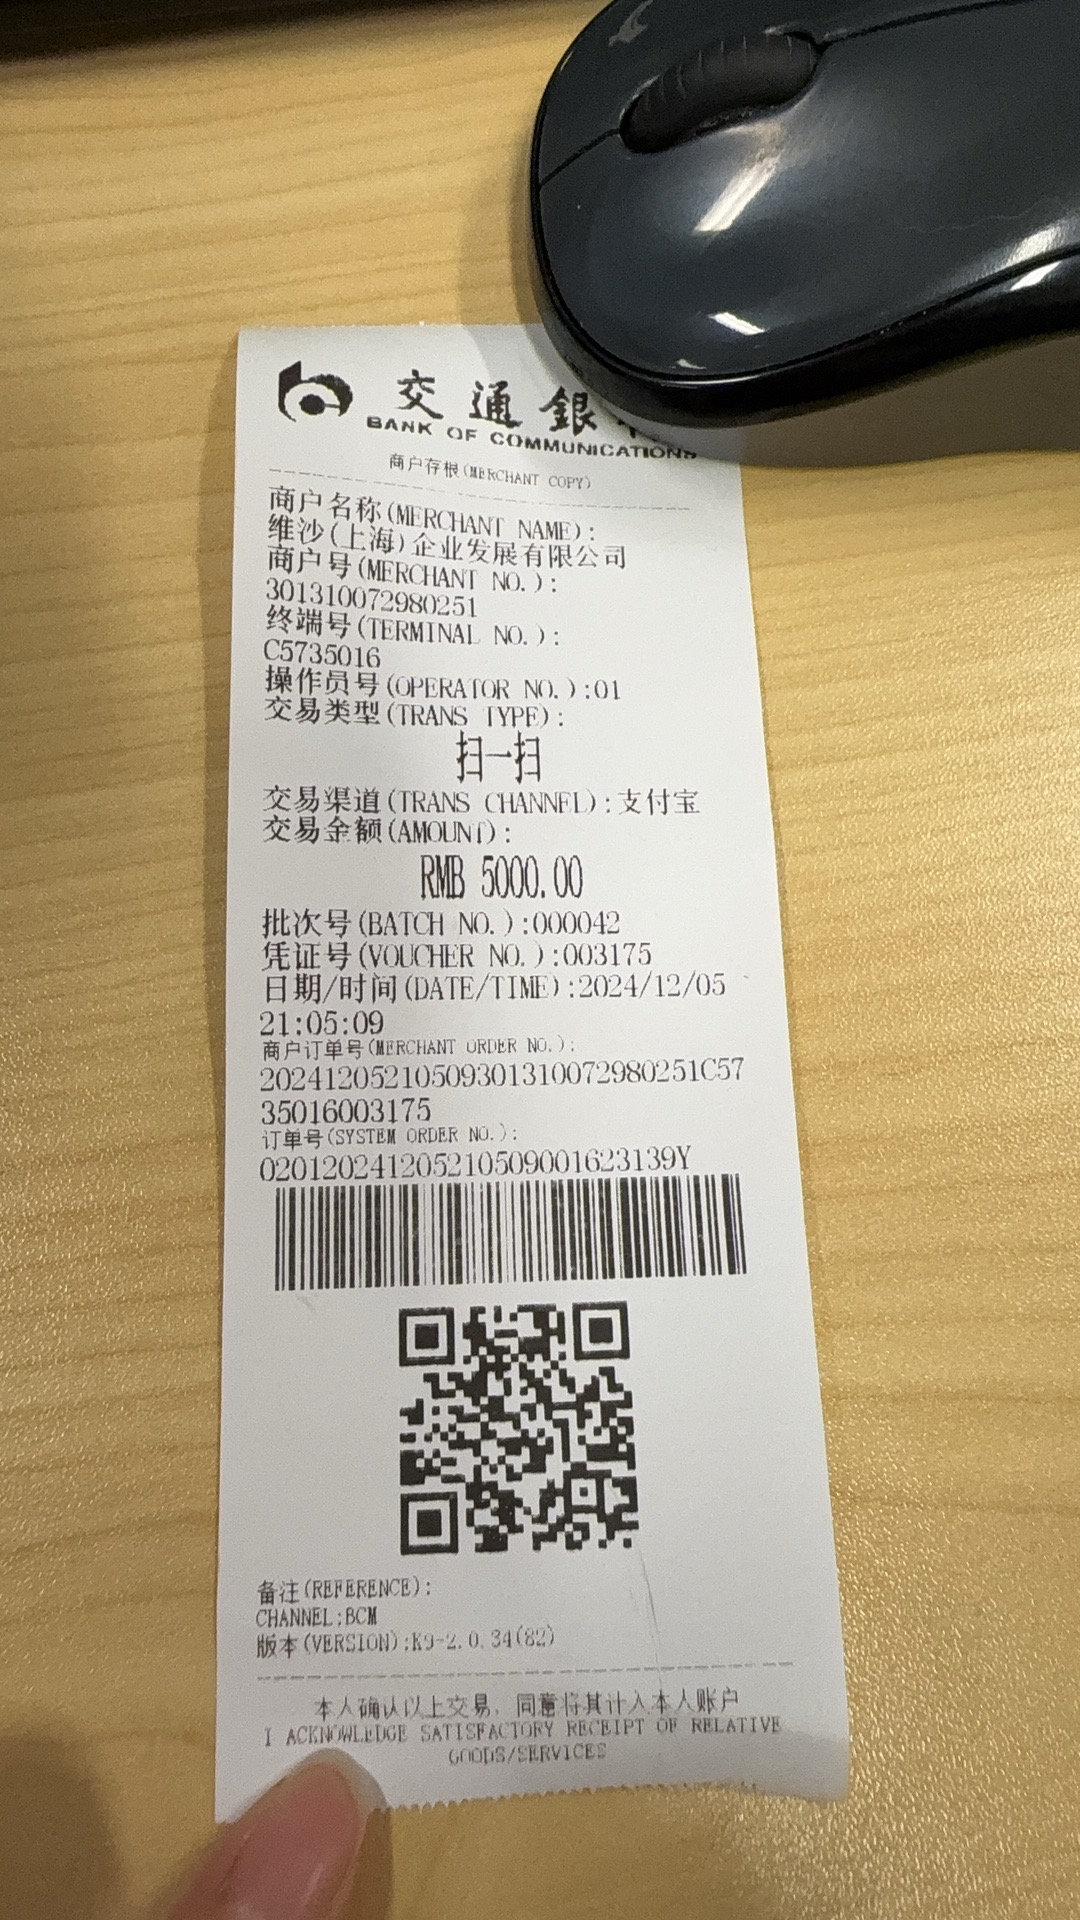 交通銀
BANK OF COMMUNICATIONS
商户存根(MERCHANT COPY)
商户名称(MERCHANT NAME):
维沙(上海)企业发展有限公司
商户号(MERCHANT NO.):
301310072980251
终端号(TERMINAL NO.):
C5735016
操作员号(OPERATOR NO.):01
交易类型(TRANS TYPE):
扫一扫
交易渠道(TRANS CHANNEL):支付宝
交易金额(AMOUNT):
RMB 5000.00
批次号(BATCH NO.):000042
凭证号(VOUCHER NO.):003175
日期/时间(DATE/TIME):2024/12/05
21:05:09
商户订单号(MERCHANT ORDER NO.):
20241205210509301310072980251C57
35016003175
订单号(SYSTEM ORDER NO.):
020120241205210509001623139Y
备注(REFERENCE):
CHANNEL:BCM
版本(VERSION):K9-2.0.34(82)
本人确认以上交易, 同意将其计入本人账户
I ACKNOWLEDGE SATISFACTORY RECEIPT OF RELATIVE
GOODS/SERVICES